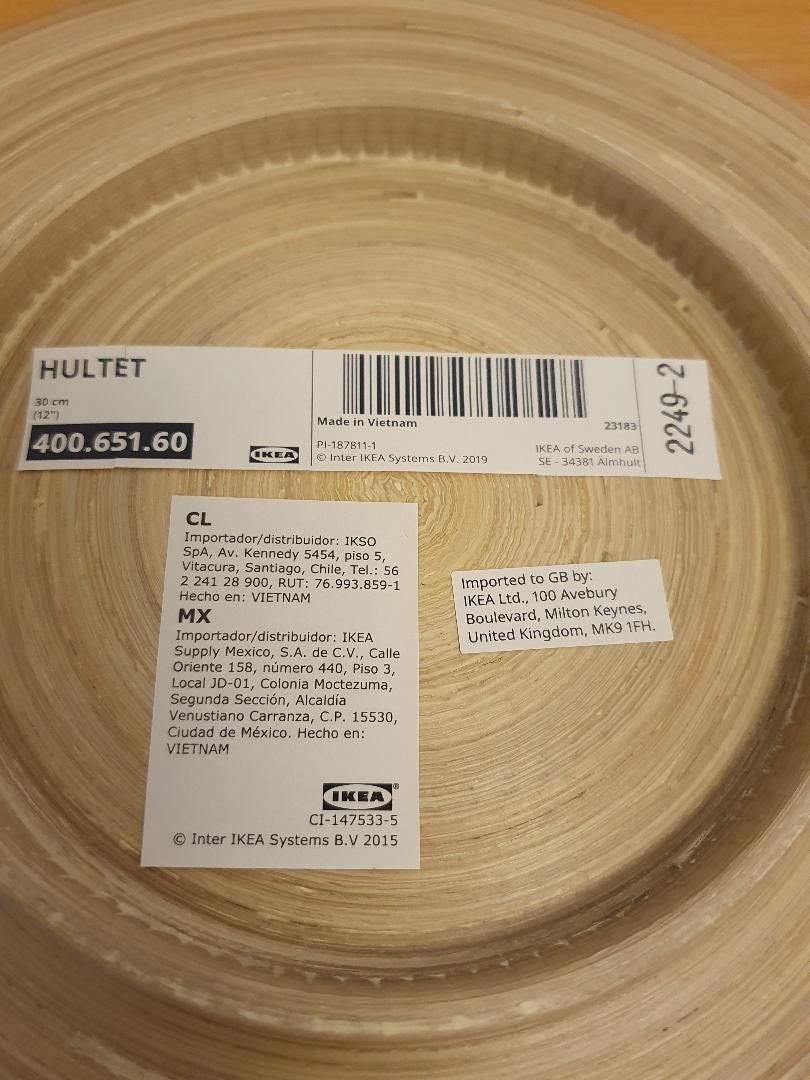 HULTET
30 cm
(12")
400.651.60
IKEA
Made in Vietnam
23183
PI-187811-1
© Inter IKEA Systems B.V. 2019
IKEA of Sweden AB
SE - 34381 Älmhult
2249-2
CL
Importador/distribuidor: IKSO
SpA, Av. Kennedy 5454, piso 5,
Vitacura, Santiago, Chile, Tel.: 56
2 241 28 900, RUT: 76.993.859-1
Hecho en: VIETNAM
MX
Importador/distribuidor: IKEA
Supply Mexico, S.A. de C.V., Calle
Oriente 158, número 440, Piso 3,
Local JD-01, Colonia Moctezuma,
Segunda Sección, Alcaldía
Venustiano Carranza, C.P. 15530,
Ciudad de México. Hecho en:
VIETNAM
IKEA®
CI-147533-5
© Inter IKEA Systems B.V 2015
Imported to GB by:
IKEA Ltd., 100 Avebury
Boulevard, Milton Keynes,
United Kingdom, MK9 1FH.